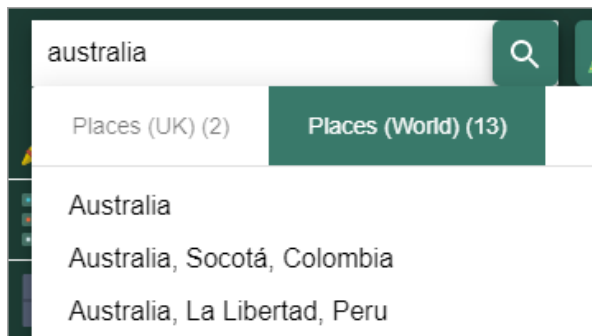 australia
Places (UK) (2) Places (World) (13)
Australia
Australia, Socotá, Colombia
Australia, La Libertad, Peru